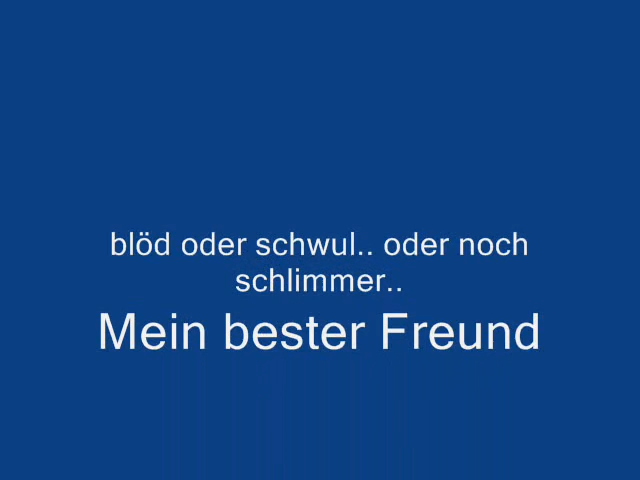 blöd oder schwul.. oder noch
schlimmer..
Mein bester Freund